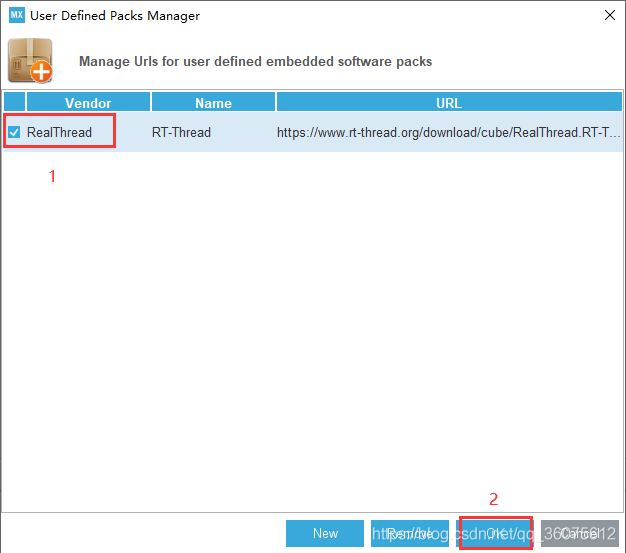 MX User Defined Packs Manager
Manage Urls for user defined embedded software packs
Vendor Name URL
RealThread RT-Thread https://www.rt-thread.org/download/cube/RealThread.RT-T...
1
2
New Remove OK Cancel
https://blog.csdn.net/qq_36075612